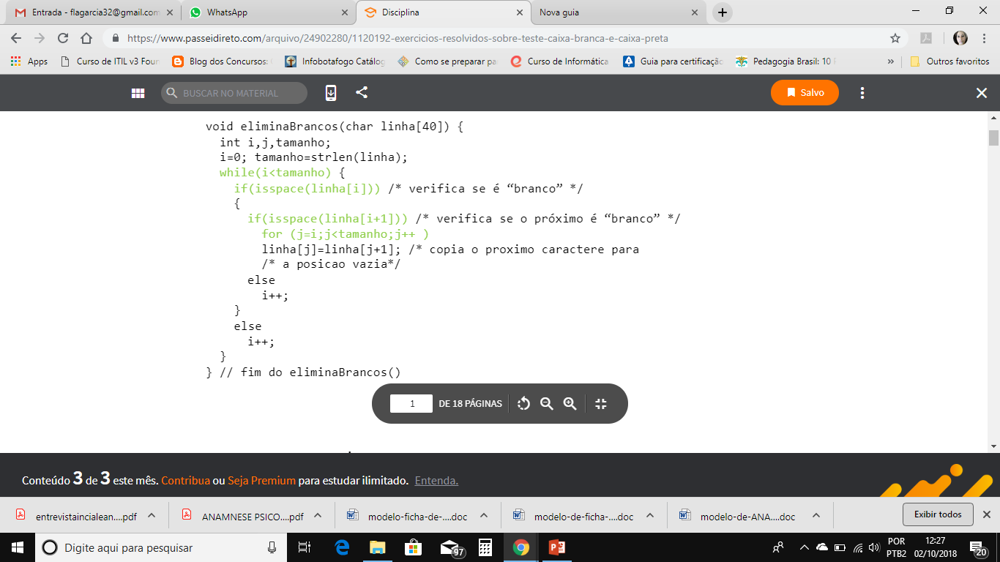 Entrada - flagarcia32@gmail.com
WhatsApp
Disciplina
Nova guia
https://www.passeidireto.com/arquivo/24902280/1120192-exercicios-resolvidos-sobre-teste-caixa-branca-e-caixa-preta
Apps
Curso de ITIL v3 Foun
Blog dos Concursos:
Infobotafogo Catálog
Como se preparar pa
Curso de Informática
Guia para certificação
Pedagogia Brasil: 10
»
Outros favoritos
BUSCAR NO MATERIAL
Salvo
void eliminaBrancos(char linha[40]) {
int i,j,tamanho;
i=0; tamanho=strlen(linha);
while(i<tamanho) {
if(isspace(linha[i])) /* verifica se é “branco” */
{
if(isspace(linha[i+1])) /* verifica se o próximo é “branco” */
for (j=i;j<tamanho;j++ )
linha[j]=linha[j+1]; /* copia o proximo caractere para
/* a posicao vazia*/
else
i++;
}
else
i++;
}
} // fim do eliminaBrancos()
1 DE 18 PÁGINAS
Conteúdo 3 de 3 este mês. Contribua ou Seja Premium para estudar ilimitado. Entenda.
entrevistaincialean....pdf
ANAMNESE PSICO....pdf
modelo-ficha-de-....doc
modelo-de-ficha-....doc
modelo-de-ANA....doc
Exibir todos
Digite aqui para pesquisar
97
POR
PTB2
12:27
02/10/2018
20